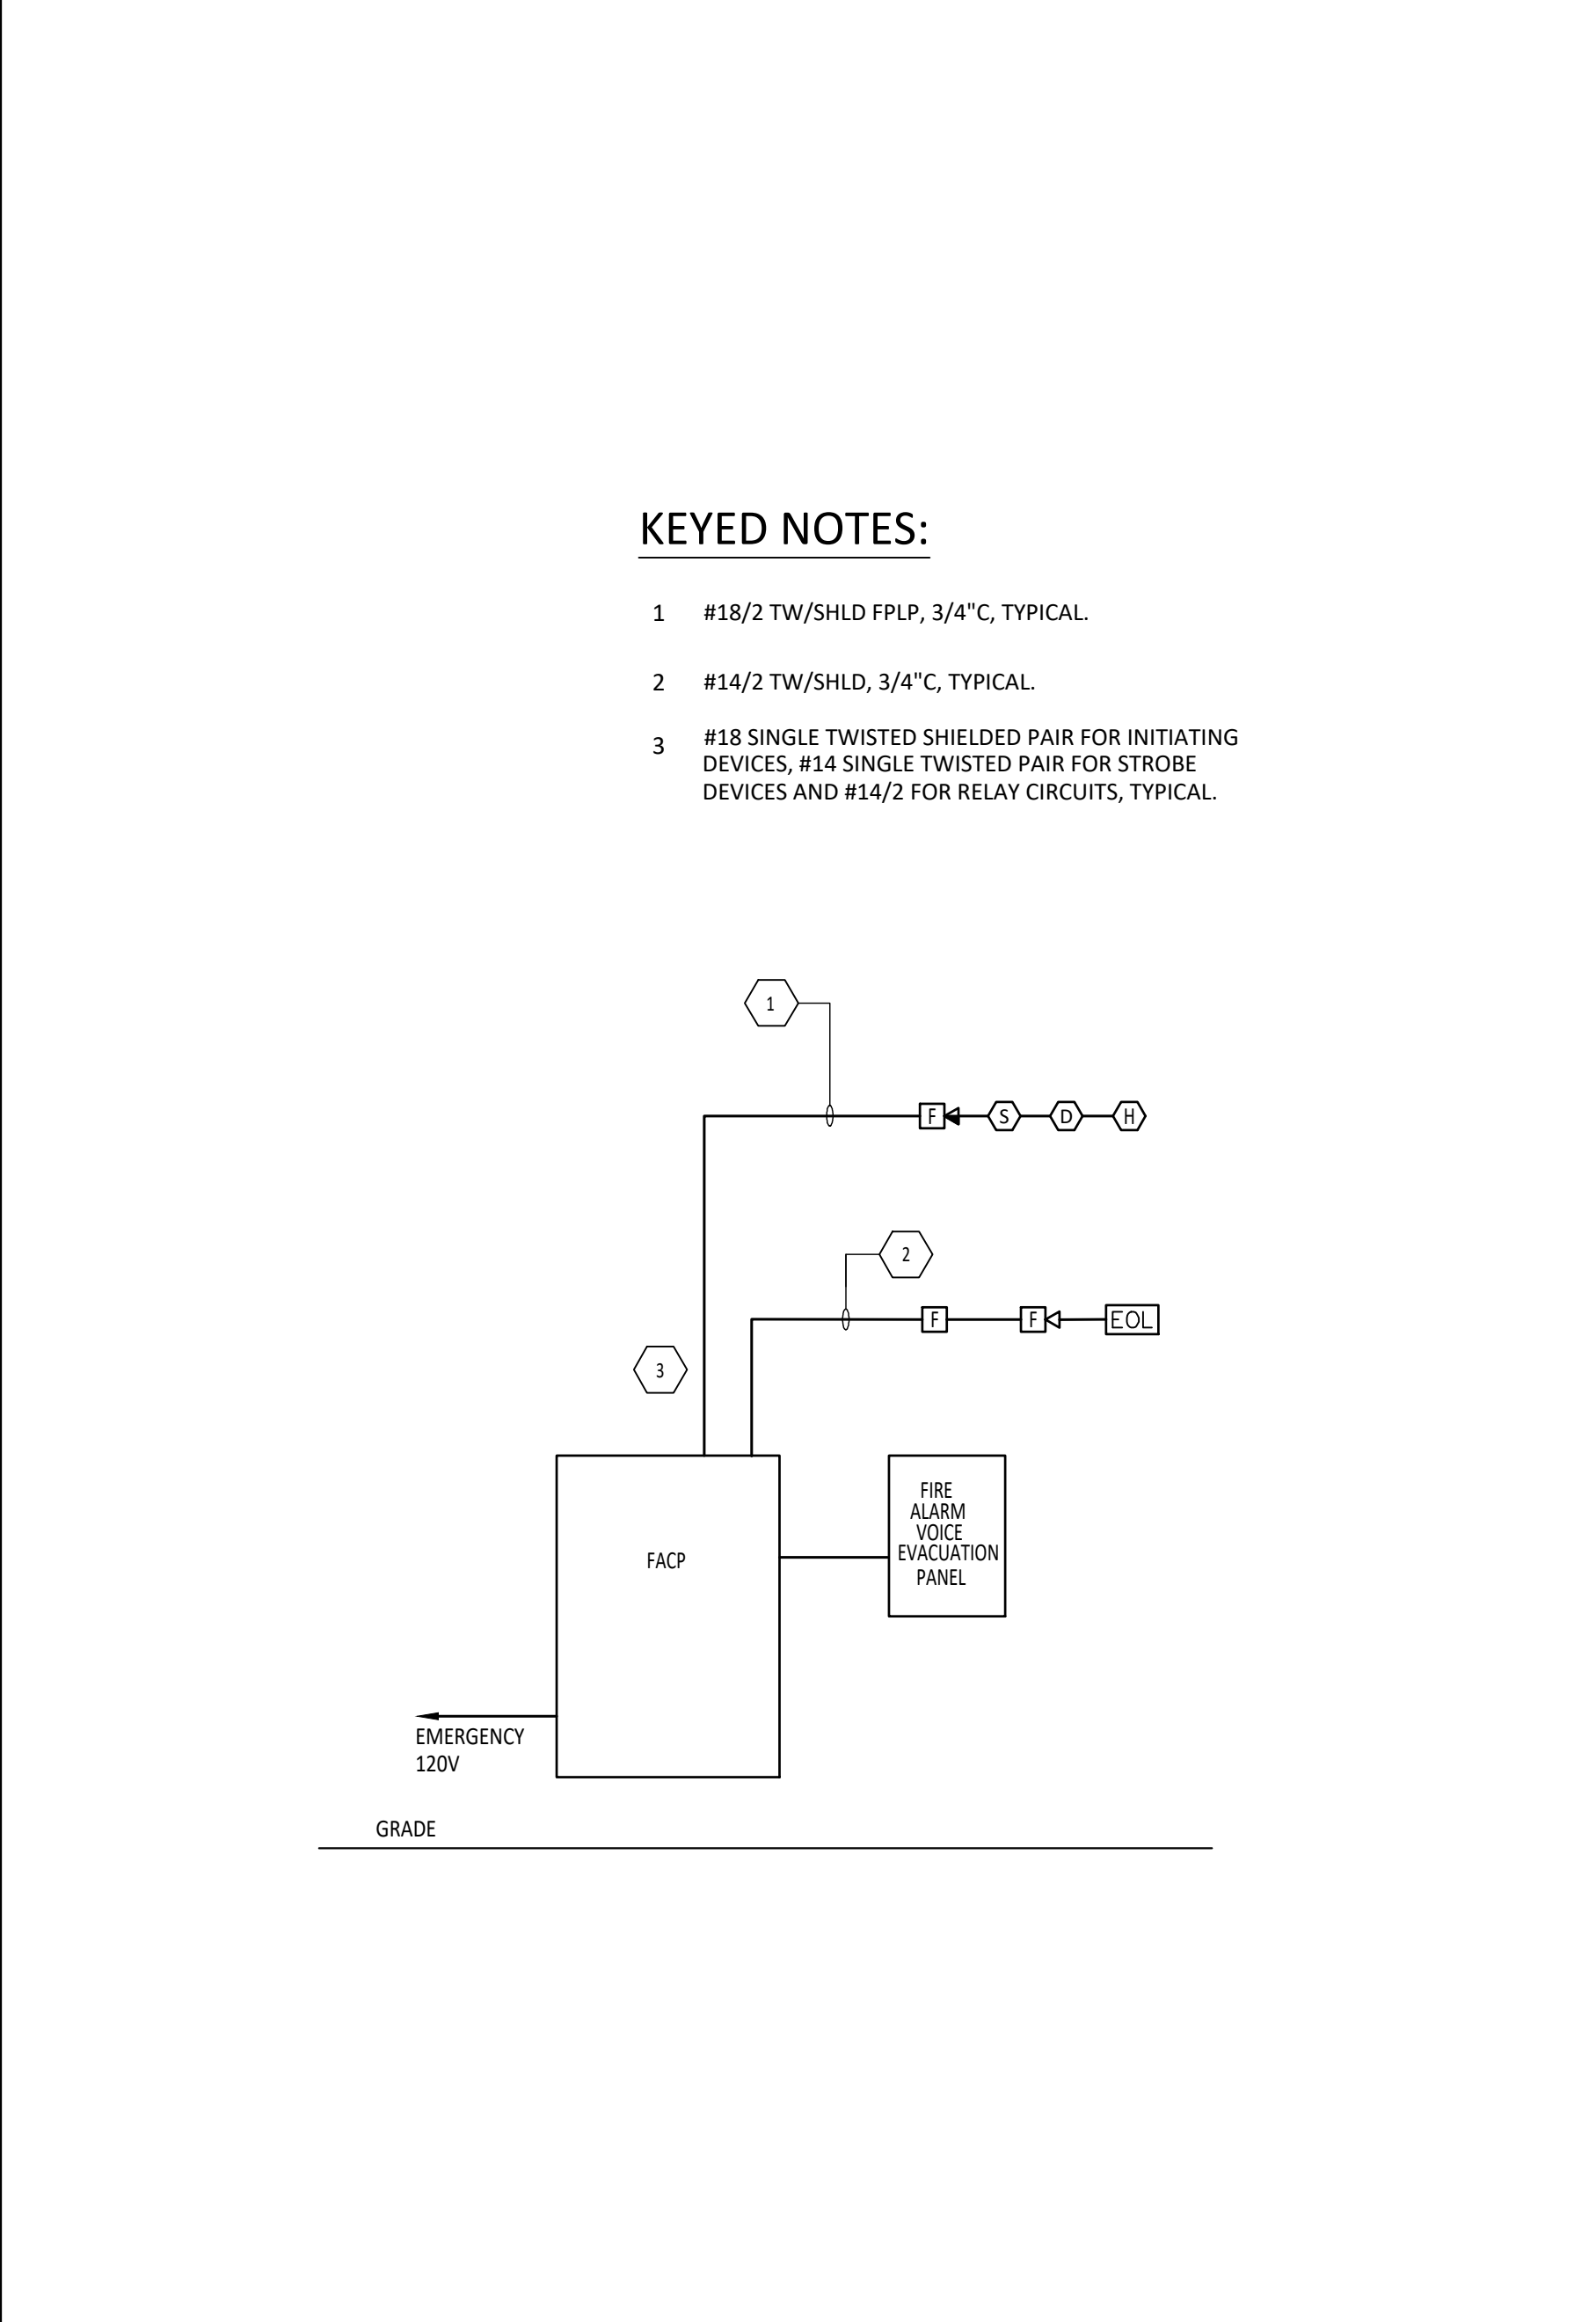 KEYED NOTES:
1 #18/2 TW/SHLD FPLP, 3/4"C, TYPICAL.
2 #14/2 TW/SHLD, 3/4"C, TYPICAL.
3 #18 SINGLE TWISTED SHIELDED PAIR FOR INITIATING
DEVICES, #14 SINGLE TWISTED PAIR FOR STROBE
DEVICES AND #14/2 FOR RELAY CIRCUITS, TYPICAL.
1
F S D H
2
F F EOL
3
FACP
FIRE
ALARM
VOICE
EVACUATION
PANEL
EMERGENCY
120V
GRADE